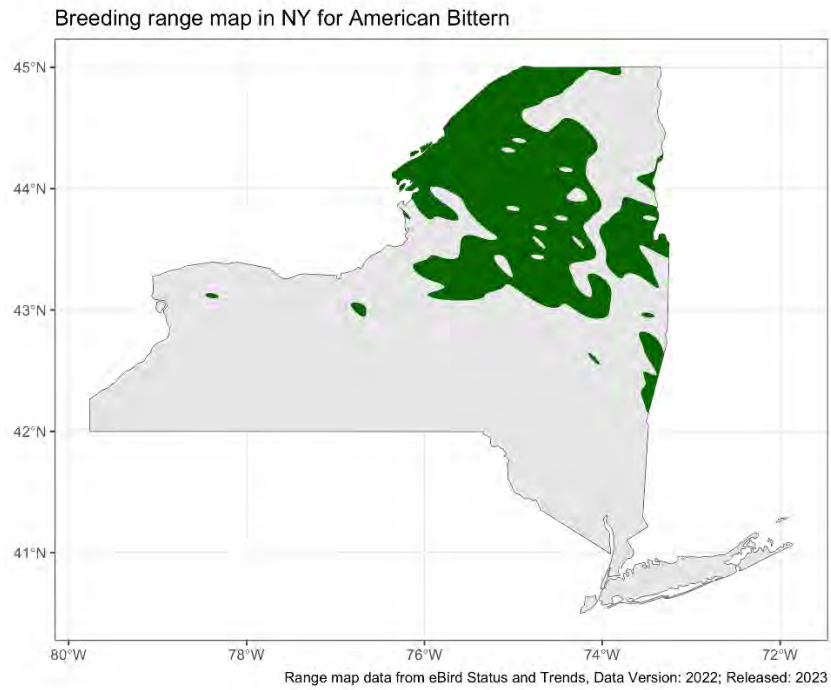 Breeding range map in NY for American Bittern
45°N
44°N
43°N
42°N
41°N
80°W 78°W 76°W 74°W 72°W
Range map data from eBird Status and Trends, Data Version: 2022; Released: 2023